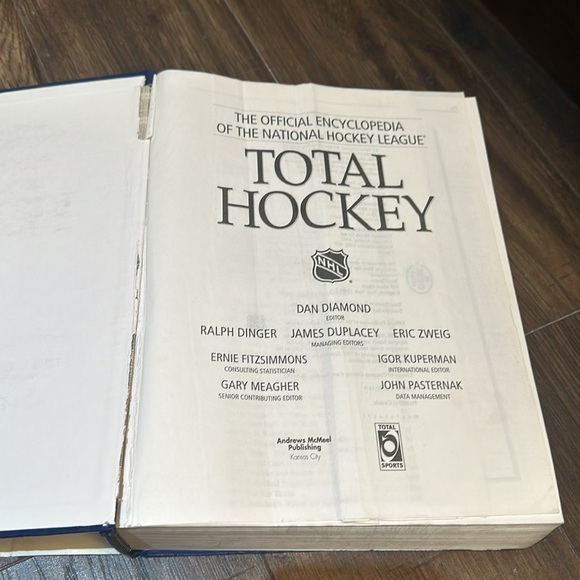 THE OFFICIAL ENCYCLOPEDIA
OF THE NATIONAL HOCKEY LEAGUE®
TOTAL
HOCKEY
NHL
DAN DIAMOND
EDITOR
RALPH DINGER JAMES DUPLACEY ERIC ZWEIG
MANAGING EDITORS
ERNIE FITZSIMMONS IGOR KUPERMAN
CONSULTING STATISTICIAN INTERNATIONAL EDITOR
GARY MEAGHER JOHN PASTERNAK
SENIOR CONTRIBUTING EDITOR DATA MANAGEMENT
Andrews McMeel
Publishing
Kansas City
TOTAL
6
SPORTS